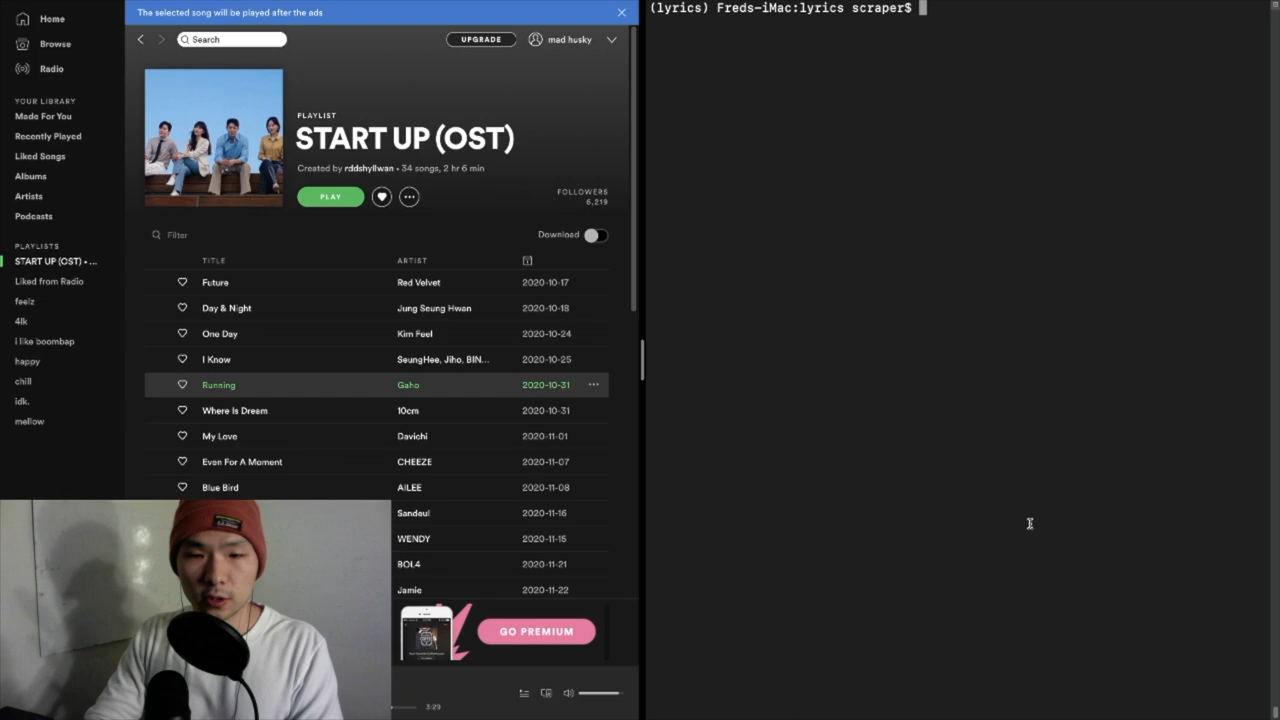 Home
Browse
Radio
YOUR LIBRARY
Made For You
Recently Played
Liked Songs
Albums
Artists
Podcasts
PLAYLISTS
START UP (OST) • ...
Liked from Radio
feelz
4lk
i like boombap
happy
chill
idk.
mellow
The selected song will be played after the ads
Search
UPGRADE
mad husky
PLAYLIST
START UP (OST)
Created by rddshyllwan • 34 songs, 2 hr 6 min
PLAY
FOLLOWERS
6,219
Filter
Download
TITLE ARTIST
Future Red Velvet 2020-10-17
Day & Night Jung Seung Hwan 2020-10-18
One Day Kim Feel 2020-10-24
I Know SeungHee, Jiho, BIN... 2020-10-25
Running Gaho 2020-10-31
Where Is Dream 10cm 2020-10-31
My Love Davichi 2020-11-01
Even For A Moment CHEEZE 2020-11-07
Blue Bird AILEE 2020-11-08
Sandeul 2020-11-16
WENDY 2020-11-15
BOL4 2020-11-21
Jamie 2020-11-22
GO PREMIUM
3:29
(lyrics) Freds-iMac:lyrics scraper$